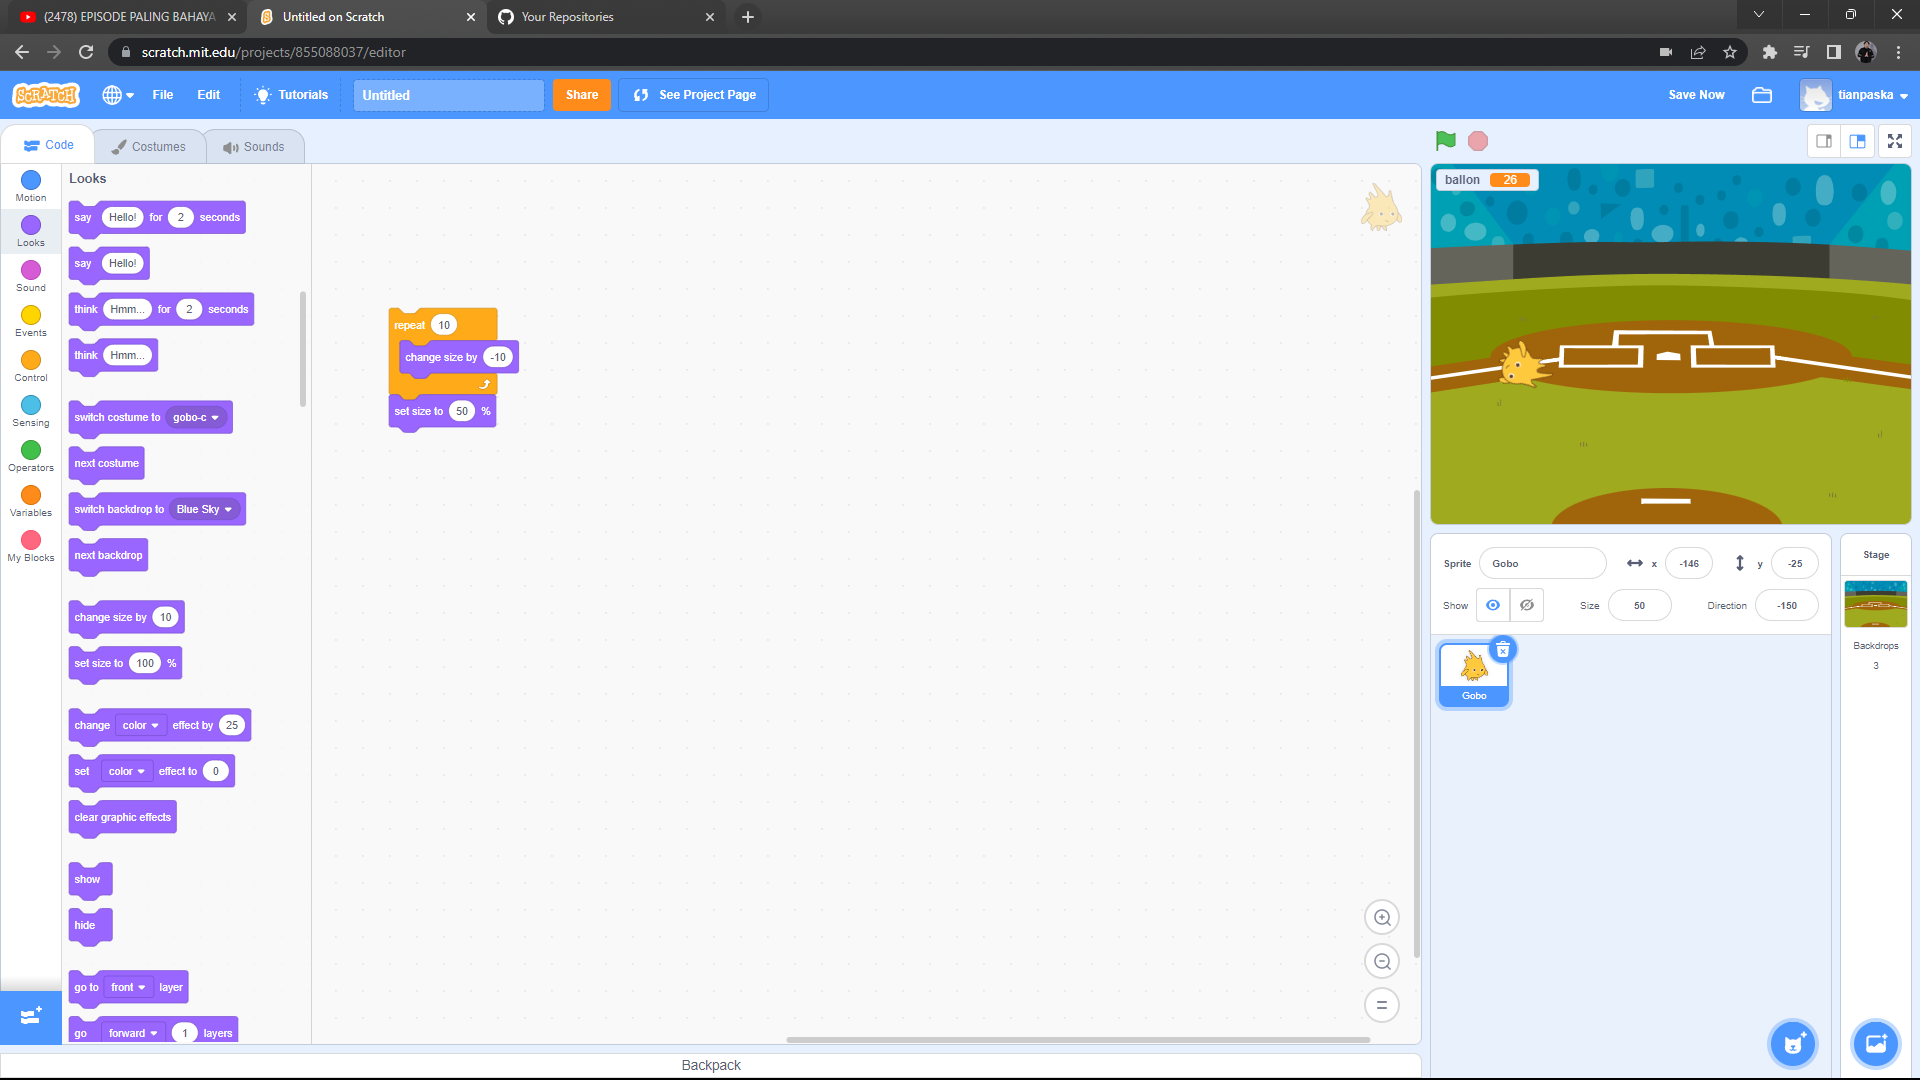 (2478) EPISODE PALING BAHAYA
Untitled on Scratch
Your Repositories
scratch.mit.edu/projects/855088037/editor
SCRATCH
File
Edit
Tutorials
Untitled
Share
See Project Page
Save Now
tianpaska
Code
Costumes
Sounds
Motion
Looks
Sound
Events
Control
Sensing
Operators
Variables
My Blocks
Looks
say Hello! for 2 seconds
say Hello!
think Hmm... for 2 seconds
think Hmm...
switch costume to gobo-c
next costume
switch backdrop to Blue Sky
next backdrop
change size by 10
set size to 100 %
change color effect by 25
set color effect to 0
clear graphic effects
show
hide
go to front layer
go forward 1 layers
repeat 10
change size by -10
set size to 50 %
ballon 26
Sprite Gobo x -146 y -25
Show Size 50 Direction -150
Gobo
Stage
Backdrops
3
Backpack